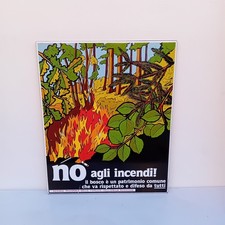 no agli incendi!
il bosco è un patrimonio comune
che va rispettato e difeso da tutti